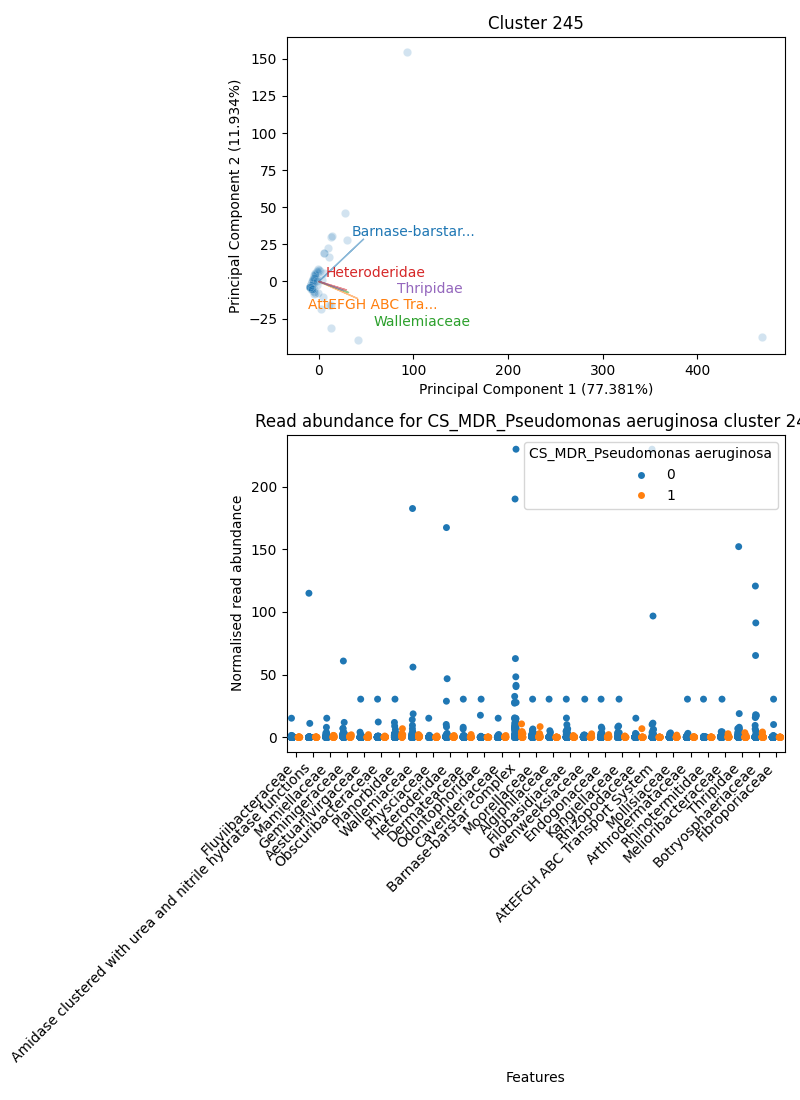 Cluster 245
150
125
100
75
50
25
0
−25
Principal Component 2 (11.934%)
Barnase-barstar...
Heteroderidae
Thripidae
AttEFGH ABC Tra...
Wallemiaceae
0
100
200
300
400
Principal Component 1 (77.381%)
Read abundance for CS_MDR_Pseudomonas aeruginosa cluster 24
CS_MDR_Pseudomonas aeruginosa
0
1
200
150
100
50
0
Normalised read abundance
Fluviibacteraceae
Amidase clustered with urea and nitrile hydratase functions
Mamiellaceae
Geminigeraceae
Aestuariivirgaceae
Obscuribacteraceae
Planorbidae
Wallemiaceae
Physciaceae
Heteroderidae
Dermateaceae
Odontophoridae
Cavenderiaceae
Barnase-barstar complex
Moorellaceae
Algiphilaceae
Filobasidiaceae
Owenweeksiaceae
Endogonaceae
Kangiellaceae
Rhizopodaceae
AttEFGH ABC Transport System
Mollisiaceae
Arthrodermataceae
Rhinotermitidae
Melioribacteraceae
Thripidae
Botryosphaeriaceae
Fibroporiaceae
Features